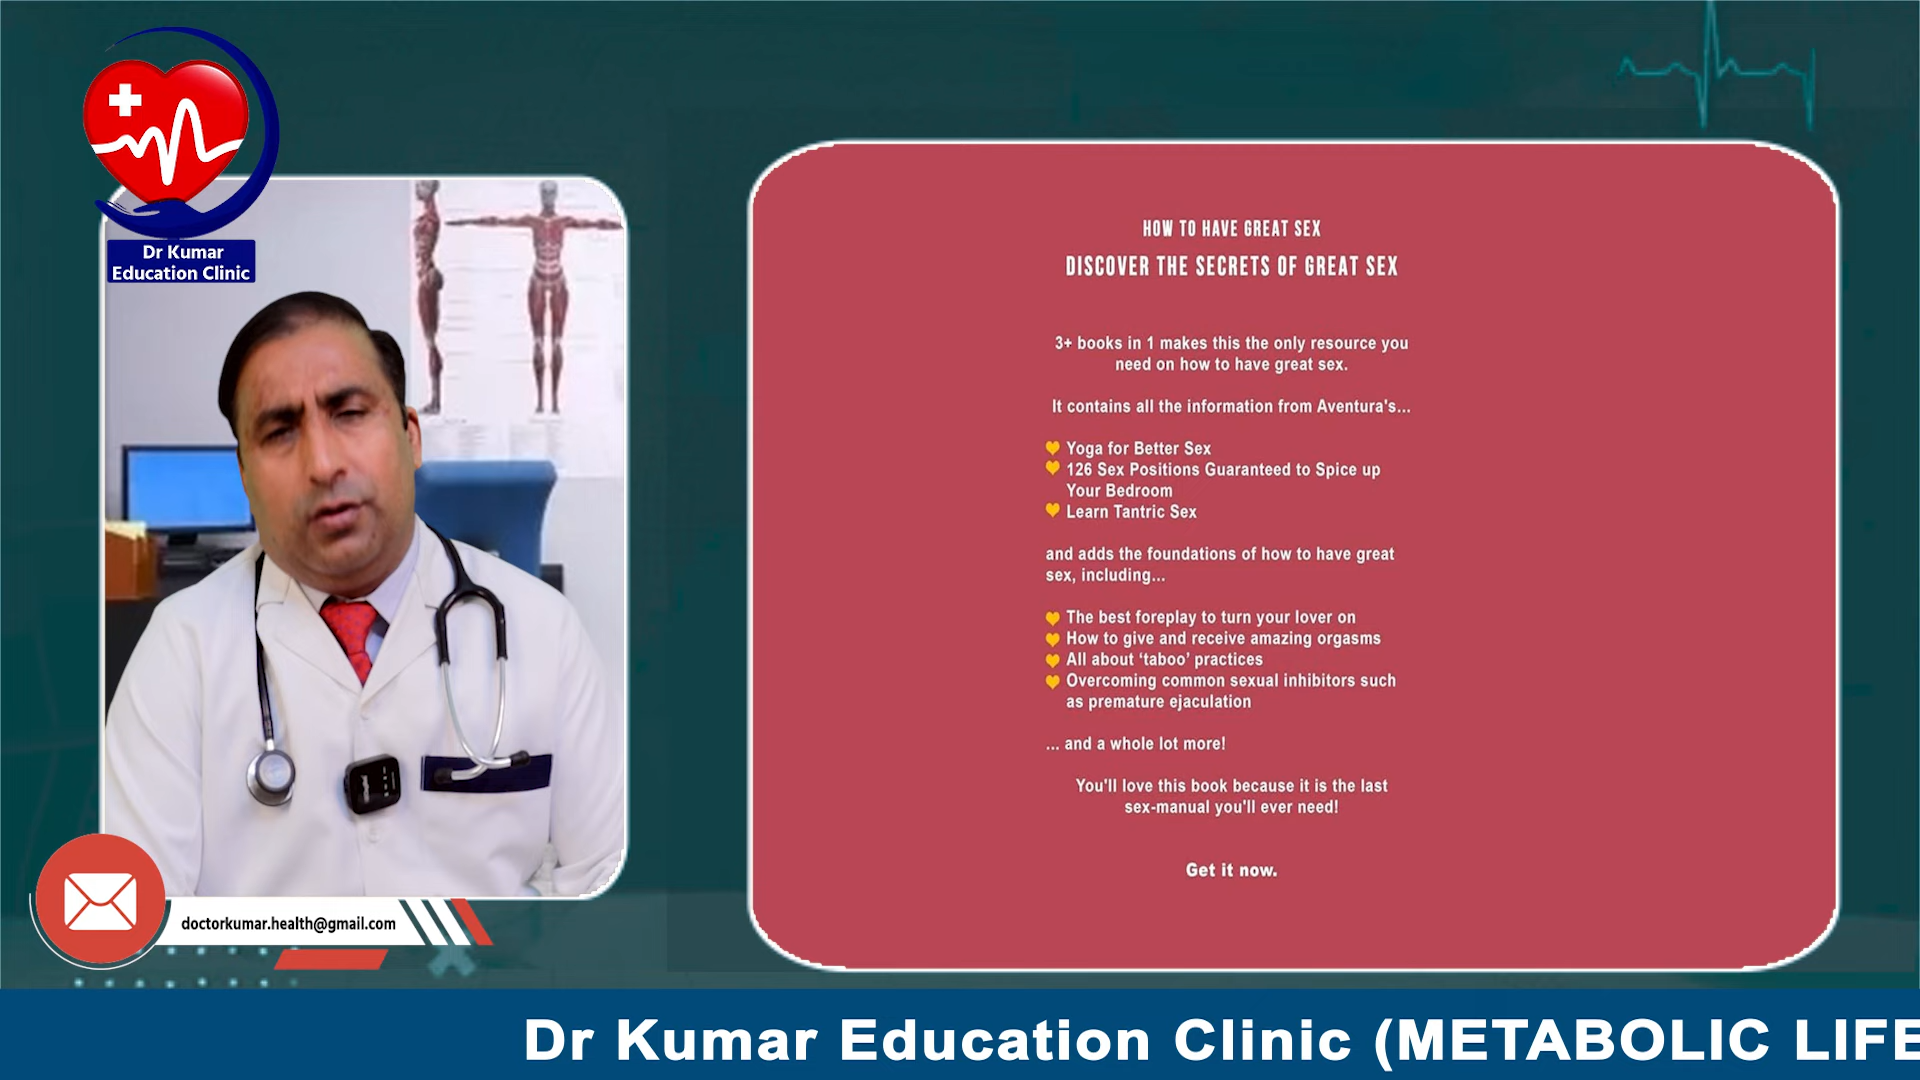 Dr Kumar
Education Clinic
HOW TO HAVE GREAT SEX
DISCOVER THE SECRETS OF GREAT SEX
3+ books in 1 makes this the only resource you
need on how to have great sex.
It contains all the information from Aventura's...
Yoga for Better Sex
126 Sex Positions Guaranteed to Spice up
Your Bedroom
Learn Tantric Sex
and adds the foundations of how to have great
sex, including...
The best foreplay to turn your lover on
How to give and receive amazing orgasms
All about ‘taboo’ practices
Overcoming common sexual inhibitors such
as premature ejaculation
... and a whole lot more!
You'll love this book because it is the last
sex-manual you'll ever need!
Get it now.
doctorkumar.health@gmail.com
Dr Kumar Education Clinic (METABOLIC LIFE